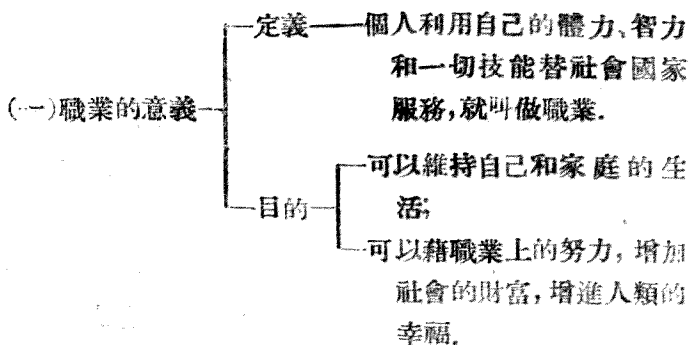 定義——個人利用自己的體力、智力
和一切技能替社會國家
(一)職業的意義
服務,就叫做職業.
可以維持自己和家庭的生
活;
目的
可以藉職業上的努力,增加
社會的財富,增進人類的
幸福.